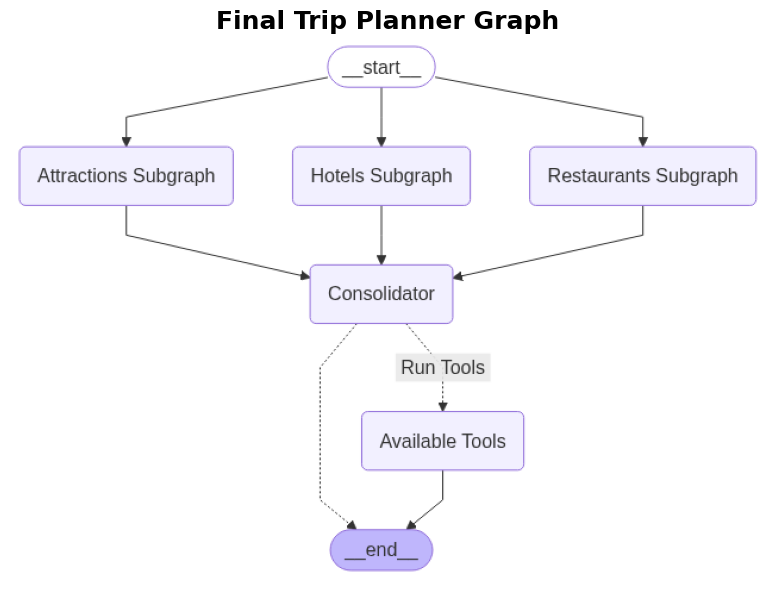 Final Trip Planner Graph
__start__
Attractions Subgraph
Hotels Subgraph
Restaurants Subgraph
Consolidator
Run Tools
Available Tools
__end__